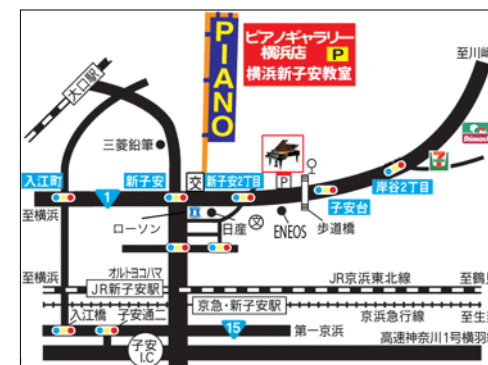 ピアノギャラリー
横浜店 P
横浜新子安教室
PIANO
至川崎
大口駅
三菱鉛筆
Shimachu
7
入江町
新子安
交
新子安2丁目
P
子安台
岸谷2丁目
至横浜
1
ローソン
日産
文
ENEOS
歩道橋
至横浜
オルトヨコハマ
JR新子安駅
JR京浜東北線
至鶴見
京急・新子安駅
京浜急行線
至生
入江橋
子安通二
15
第一京浜
子安
I.C
高速神奈川1号横羽線